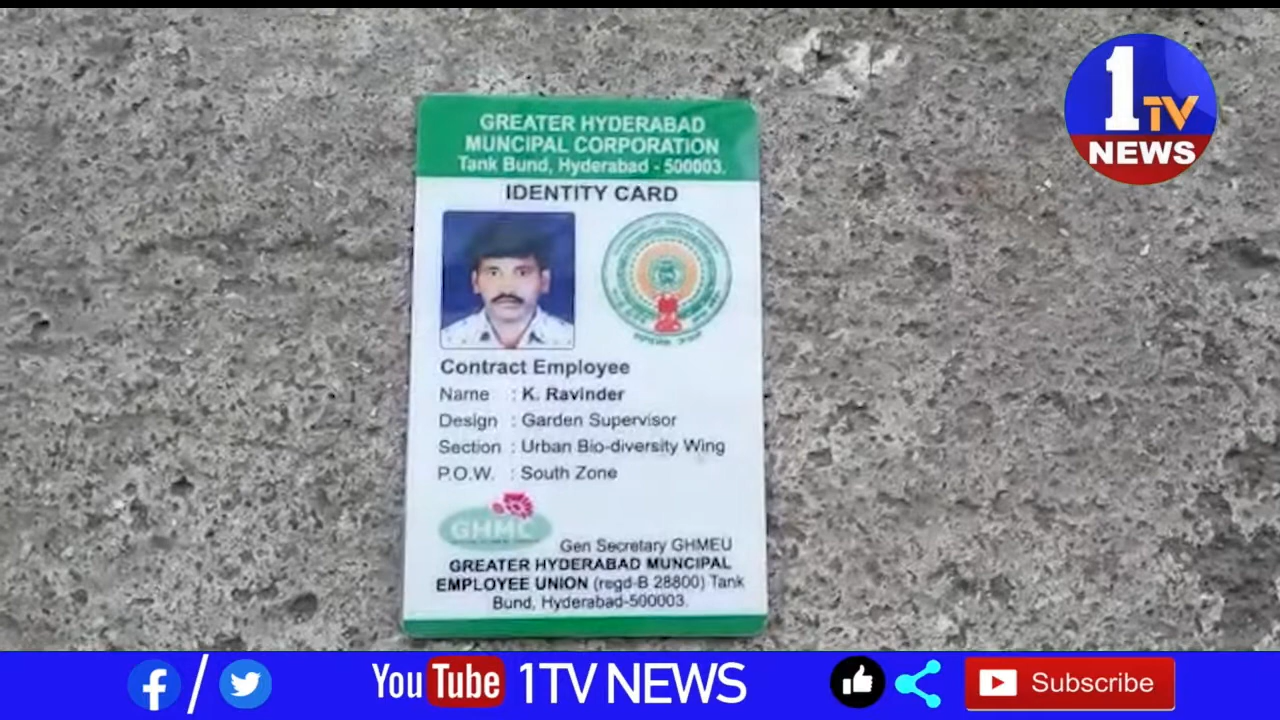 1TV
NEWS
GREATER HYDERABAD
MUNCIPAL CORPORATION
Tank Bund, Hyderabad - 500003.
IDENTITY CARD
Contract Employee
Name : K. Ravinder
Design : Garden Supervisor
Section : Urban Bio-diversity Wing
P.O.W. : South Zone
GHMC
Gen Secretary GHMEU
GREATER HYDERABAD MUNCIPAL
EMPLOYEE UNION (regd-B 28800) Tank
Bund, Hyderabad-500003.
f / YouTube 1TV NEWS Subscribe